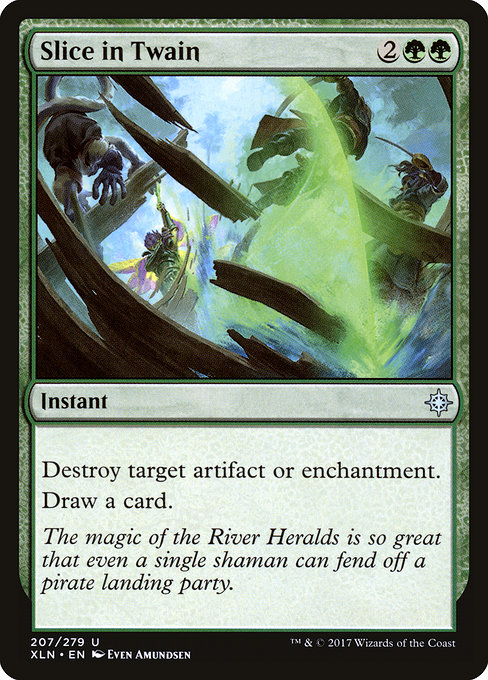 Slice in Twain 2
Instant
Destroy target artifact or enchantment.
Draw a card.
The magic of the River Heralds is so great
that even a single shaman can fend off a
pirate landing party.
207/279 U
XLN • EN Even Amundsen
™ & © 2017 Wizards of the Coast